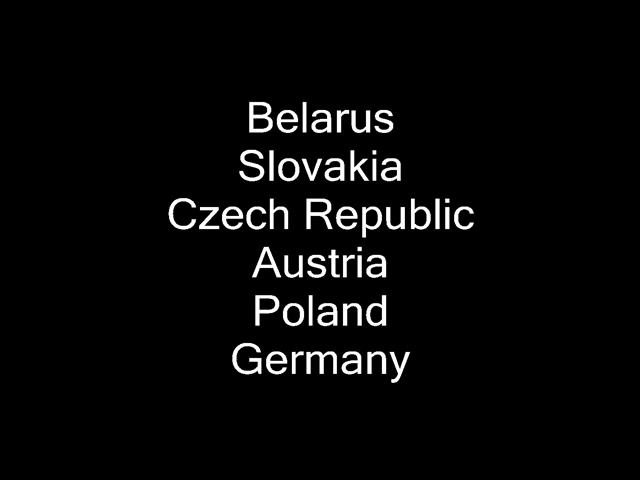 Belarus
Slovakia
Czech Republic
Austria
Poland
Germany